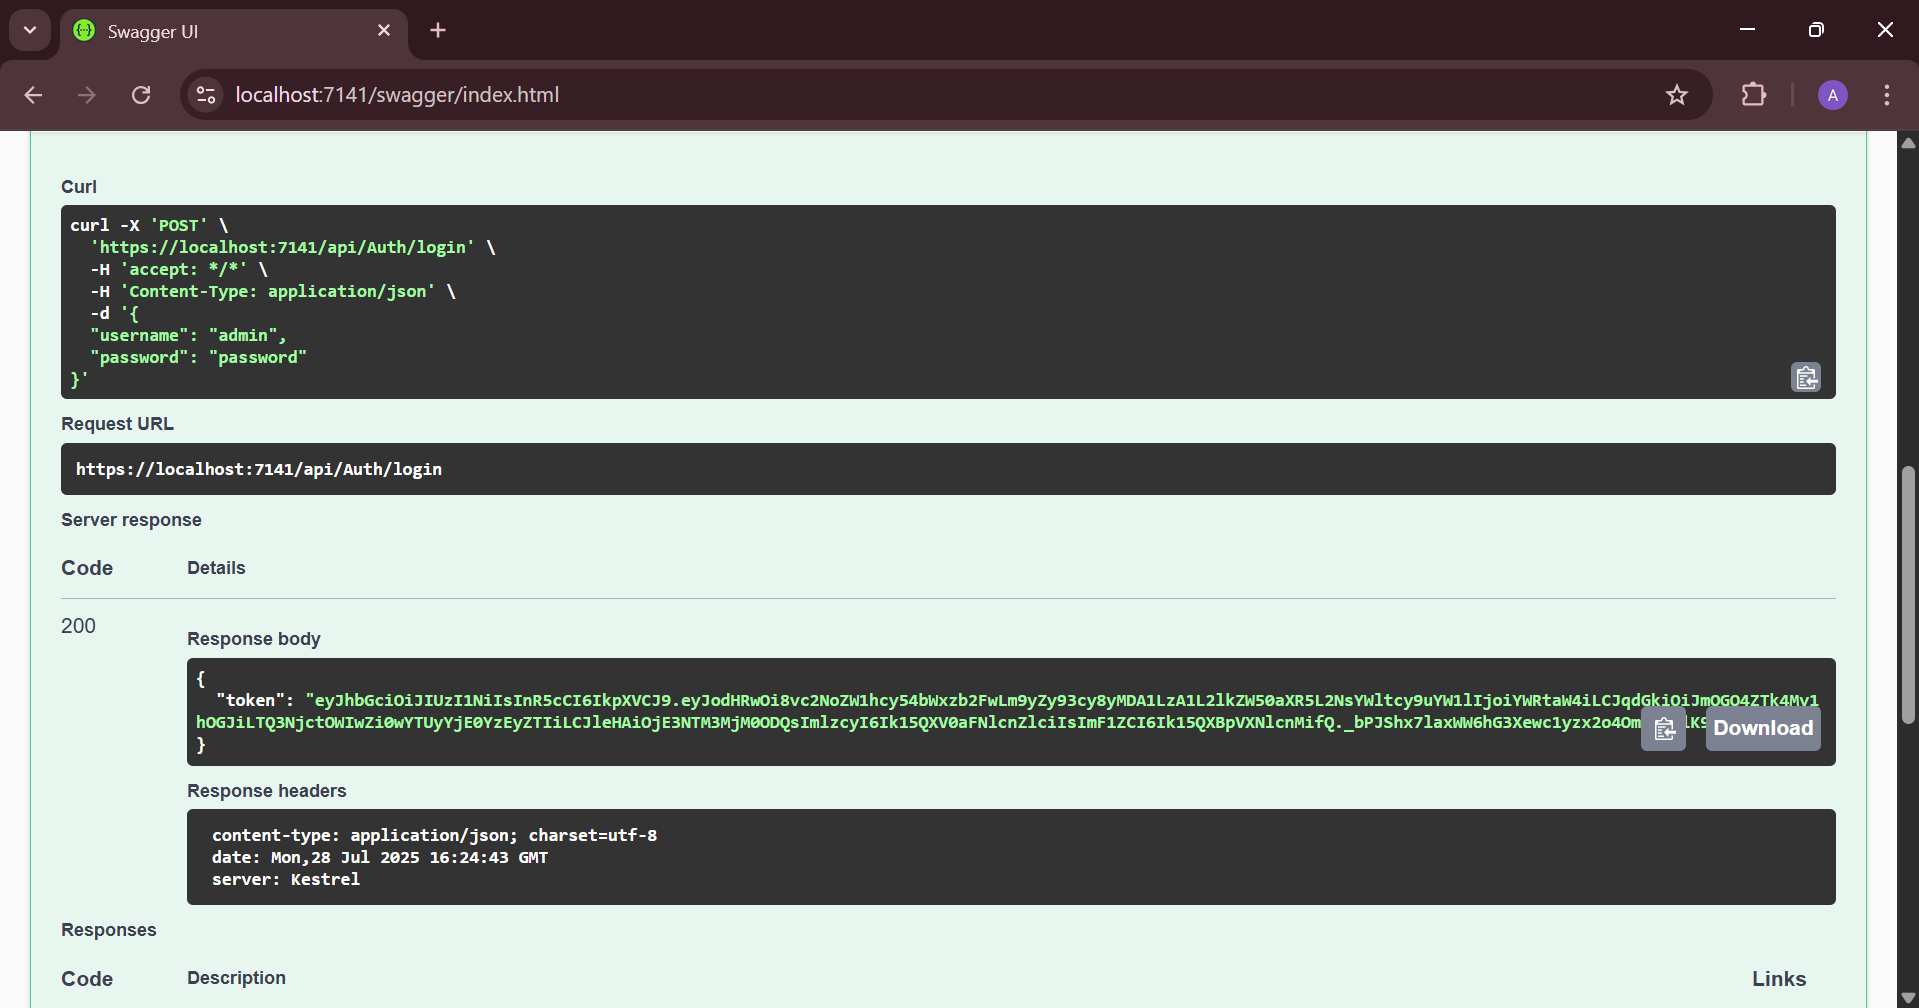 Swagger UI
localhost:7141/swagger/index.html
A
Curl
curl -X 'POST' \
'https://localhost:7141/api/Auth/login' \
-H 'accept: */*' \
-H 'Content-Type: application/json' \
-d '{
"username": "admin",
"password": "password"
}'
Request URL
https://localhost:7141/api/Auth/login
Server response
Code Details
200
Response body
{
"token": "eyJhbGciOiJIUzI1NiIsInR5cCI6IkpXVCJ9.eyJodHRwOi8vc2NoZW1hcy54bWxzb2FwLm9yZy93cy8yMDA1LzA1L2lkZW50aXR5L2NsYWltcy9uYW1lIjoiYWRtaW4iLCJqdGkiOiJmOGO4ZTk4My1
hOGJiLTQ3NjctOWIwZi0wYTUyYjE0YzEyZTIiLCJleHAiOjE3NTM3MjM0ODQsImlzcyI6Ik15QXV0aFNlcnZlciIsImF1ZCI6Ik15QXBpVXNlcnMifQ._bPJShx7laxWW6hG3Xewc1yzx2o4Om
Download
}
Response headers
content-type: application/json; charset=utf-8
date: Mon,28 Jul 2025 16:24:43 GMT
server: Kestrel
Responses
Code Description Links